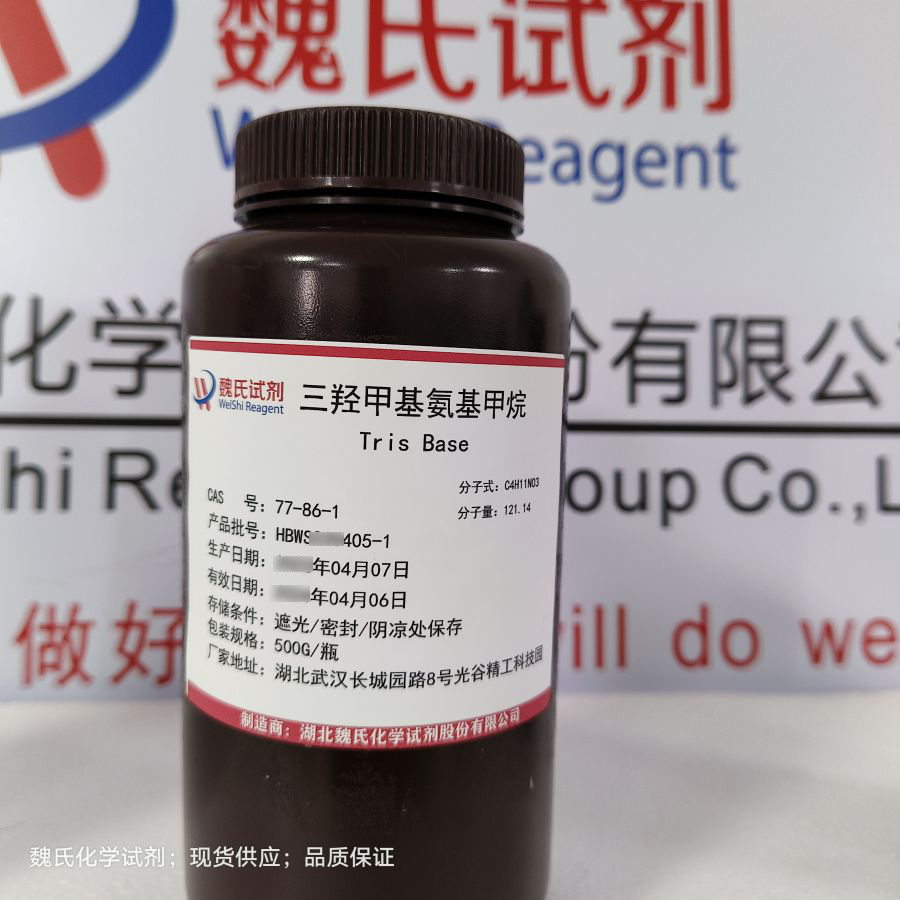 魏氏试剂
Reagent
化学 份有限公
hi Re oup Co.,L
做好 will do we
魏氏试剂
WeiShi Reagent
三羟甲基氨基甲烷
Tris Base
分子式：C4H11NO3
分子量：121.14
CAS 号：77-86-1
产品批号：HBWS 405-1
生产日期： 年04月07日
有效日期： 年04月06日
存储条件：遮光/密封/阴凉处保存
包装规格：500G/瓶
厂家地址：湖北武汉长城园路8号光谷精工科技园
制造商：湖北魏氏化学试剂股份有限公司
魏氏化学试剂；现货供应；品质保证